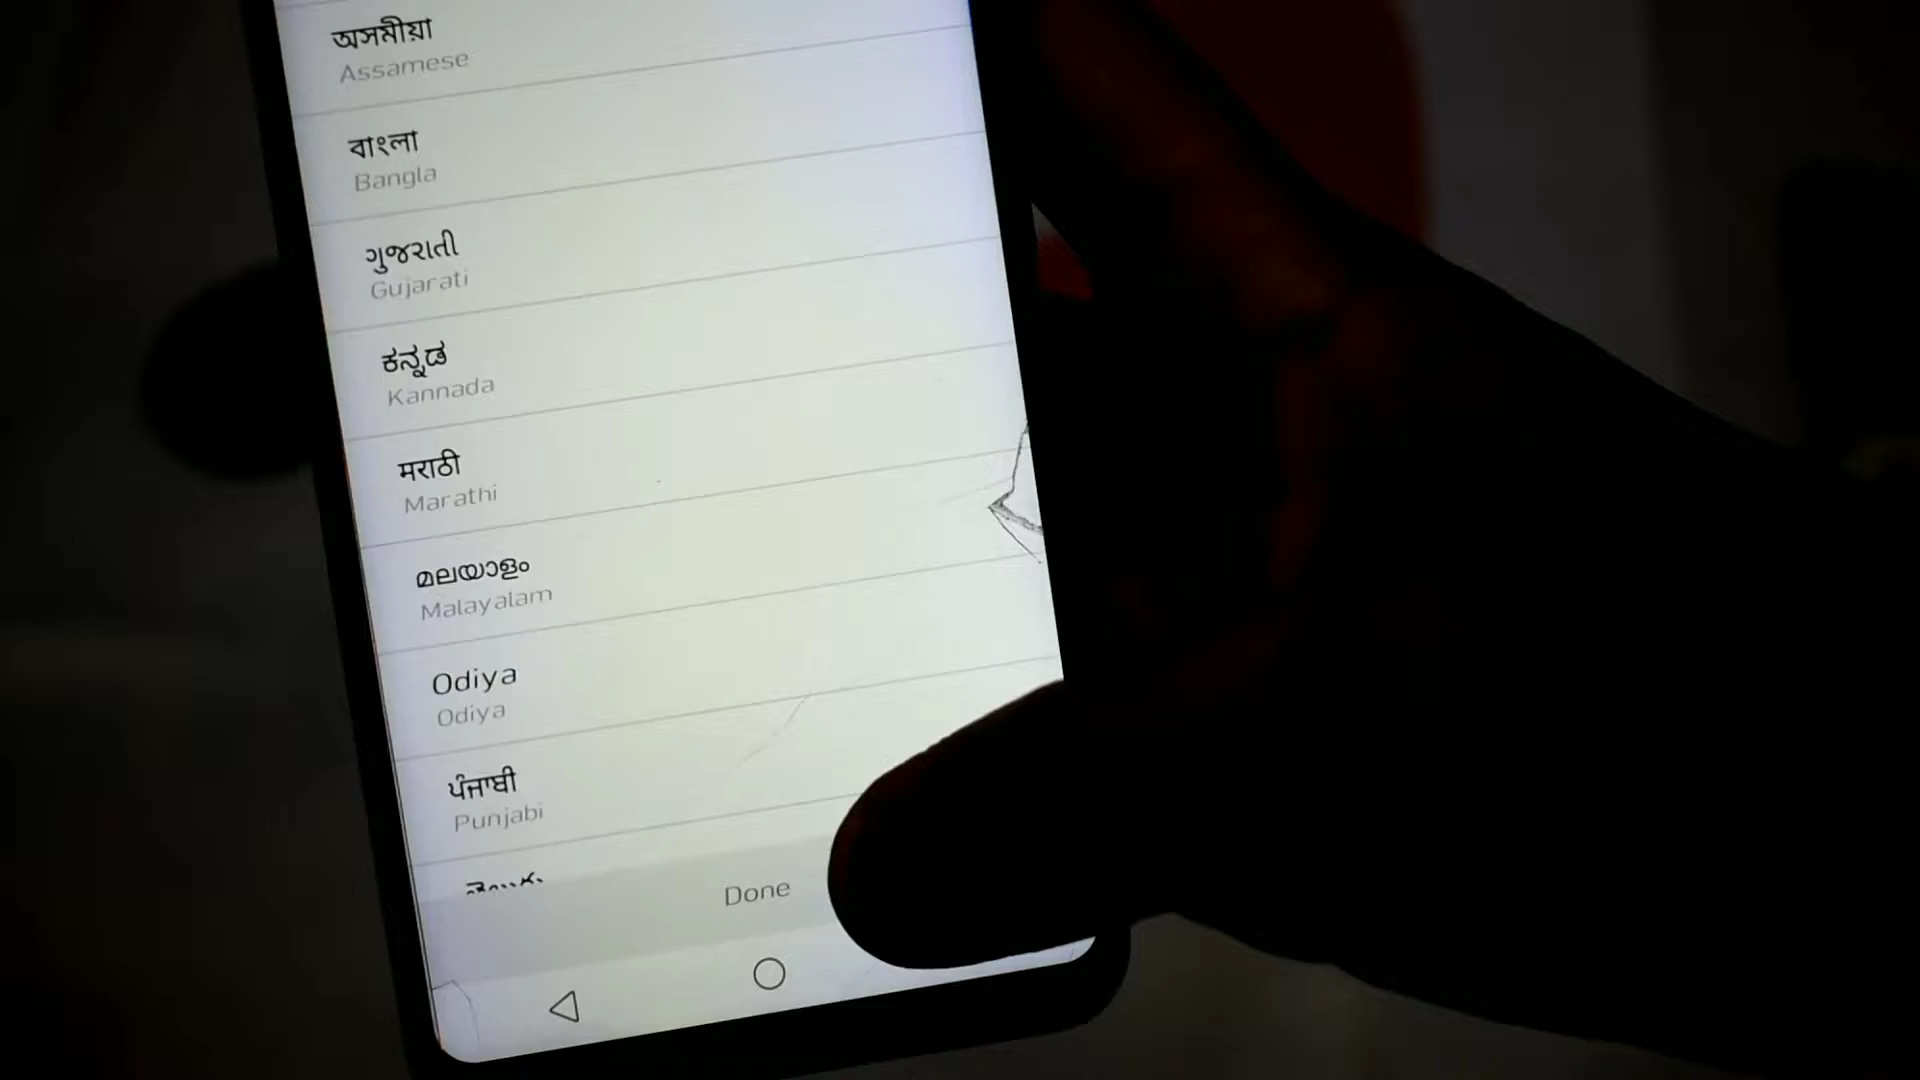 অসমীয়া
Assamese
বাংলা
Bangla
ગુજરાતી
Gujarati
ಕನ್ನಡ
Kannada
मराठी
Marathi
മലയാളം
Malayalam
Odiya
Odiya
ਪੰਜਾਬੀ
Punjabi
Done